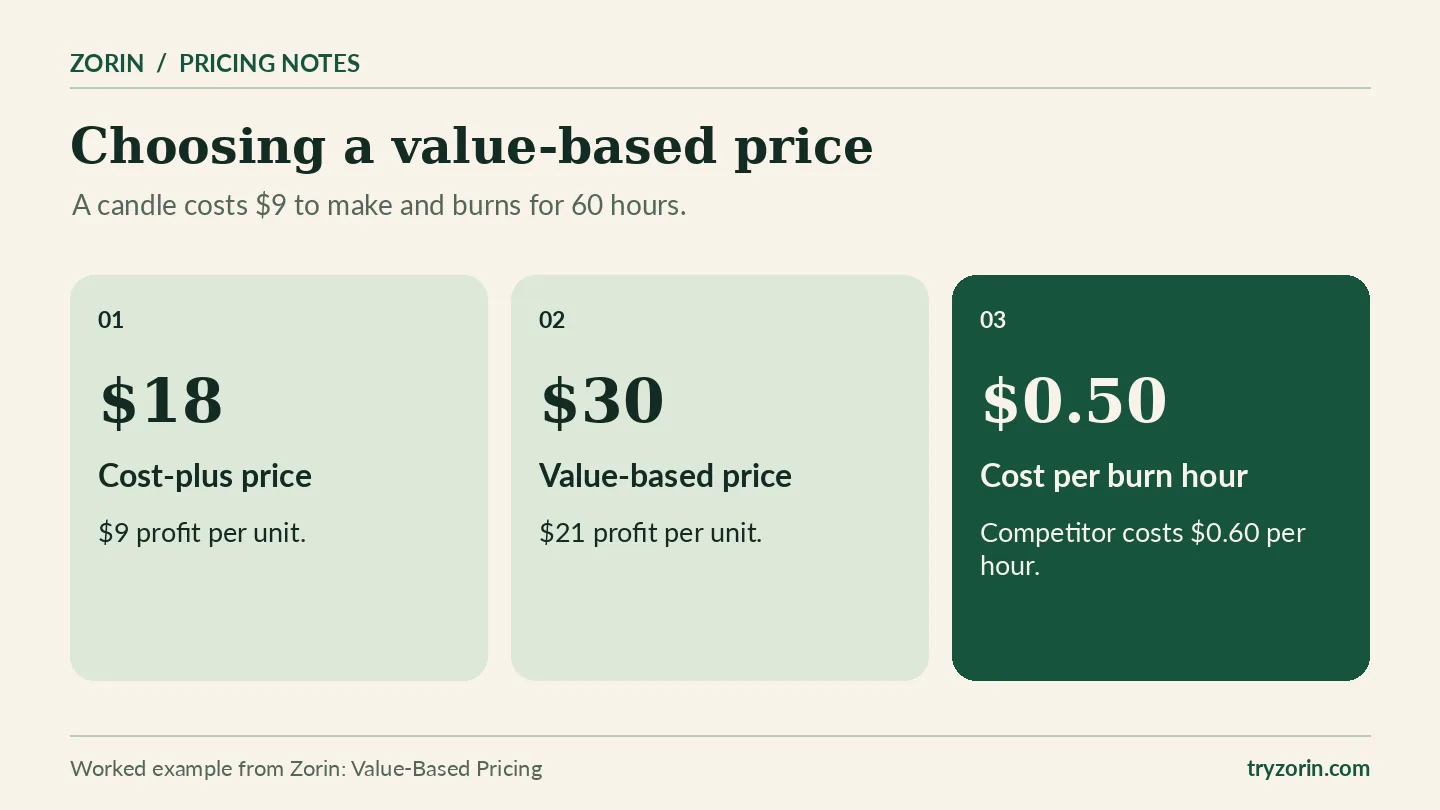 ZORIN / PRICING NOTES
Choosing a value-based price
A candle costs $9 to make and burns for 60 hours.
01
$18
Cost-plus price
$9 profit per unit.
02
$30
Value-based price
$21 profit per unit.
03
$0.50
Cost per burn hour
Competitor costs $0.60 per
hour.
Worked example from Zorin: Value-Based Pricing
tryzorin.com